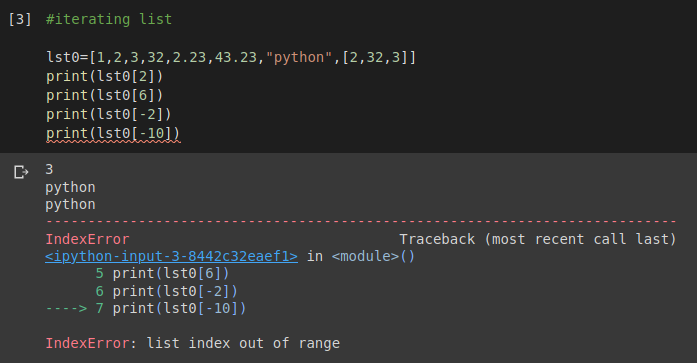 [3] #iterating list
lst0=[1,2,3,32,2.23,43.23,"python",[2,32,3]]
print(lst0[2])
print(lst0[6])
print(lst0[-2])
print(lst0[-10])
3
python
python
---------------------------------------------------------------------------
IndexError                                Traceback (most recent call last)
<ipython-input-3-8442c32eaef1> in <module>()
      5 print(lst0[6])
      6 print(lst0[-2])
----> 7 print(lst0[-10])
IndexError: list index out of range